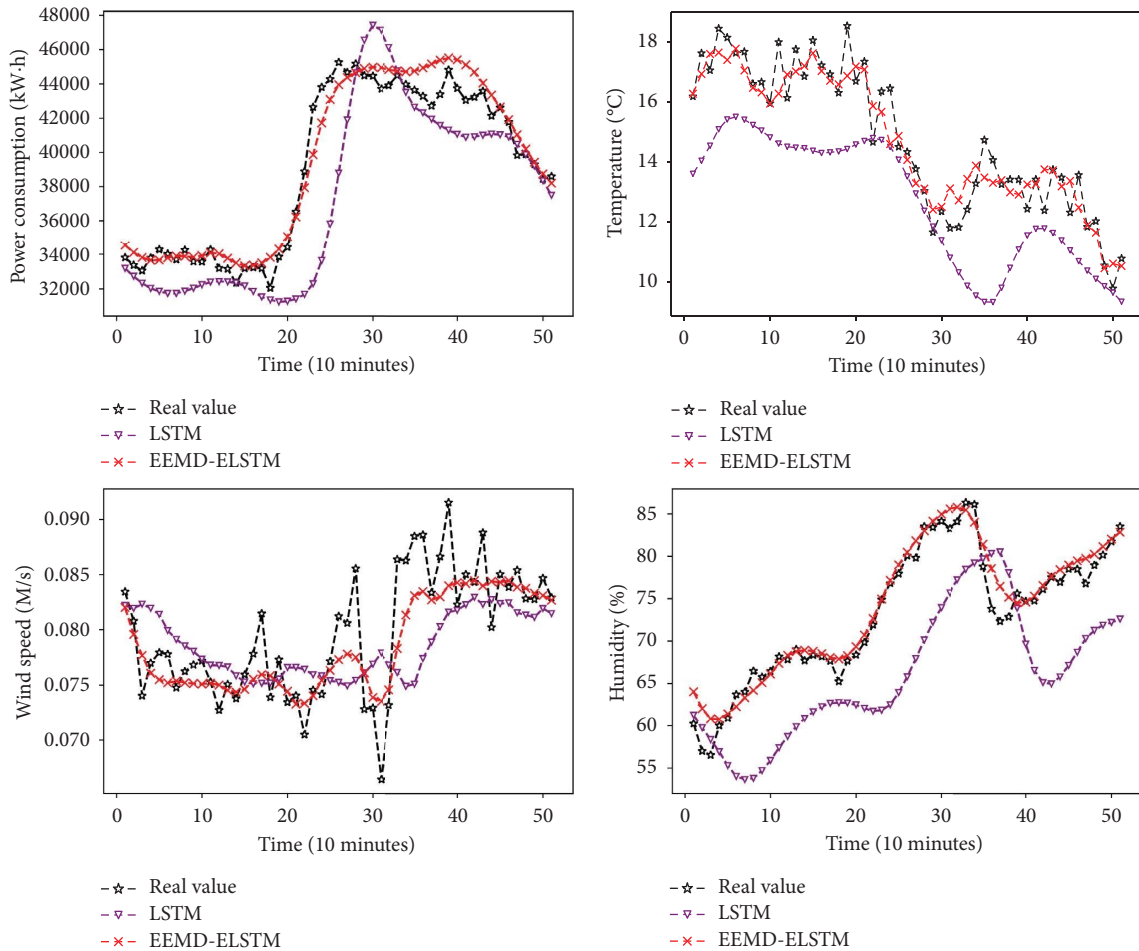 48000
46000
44000
42000
40000
38000
36000
34000
32000
Power consumption (kW·h)
0 10 20 30 40 50
Time (10 minutes)
Real value
LSTM
EEMD-ELSTM
18
16
14
12
10
Temperature (°C)
0 10 20 30 40 50
Time (10 minutes)
Real value
LSTM
EEMD-ELSTM
0.090
0.085
0.080
0.075
0.070
Wind speed (M/s)
0 10 20 30 40 50
Time (10 minutes)
Real value
LSTM
EEMD-ELSTM
85
80
75
70
65
60
55
Humidity (%)
0 10 20 30 40 50
Time (10 minutes)
Real value
LSTM
EEMD-ELSTM